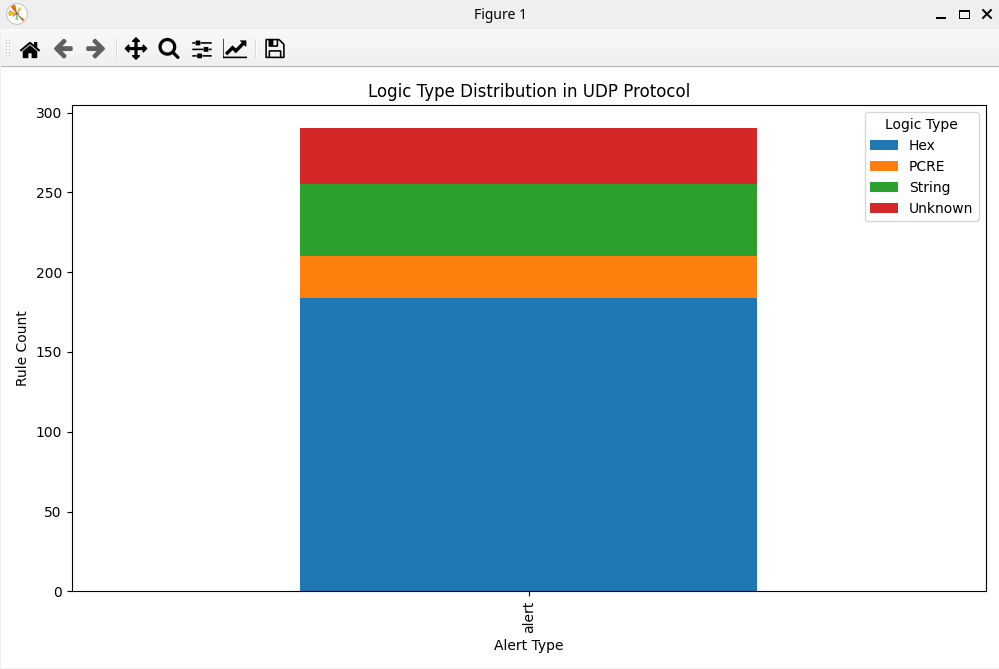 Figure 1
Logic Type Distribution in UDP Protocol
Rule Count
300
250
200
150
100
50
0
Logic Type
Hex
PCRE
String
Unknown
alert
Alert Type